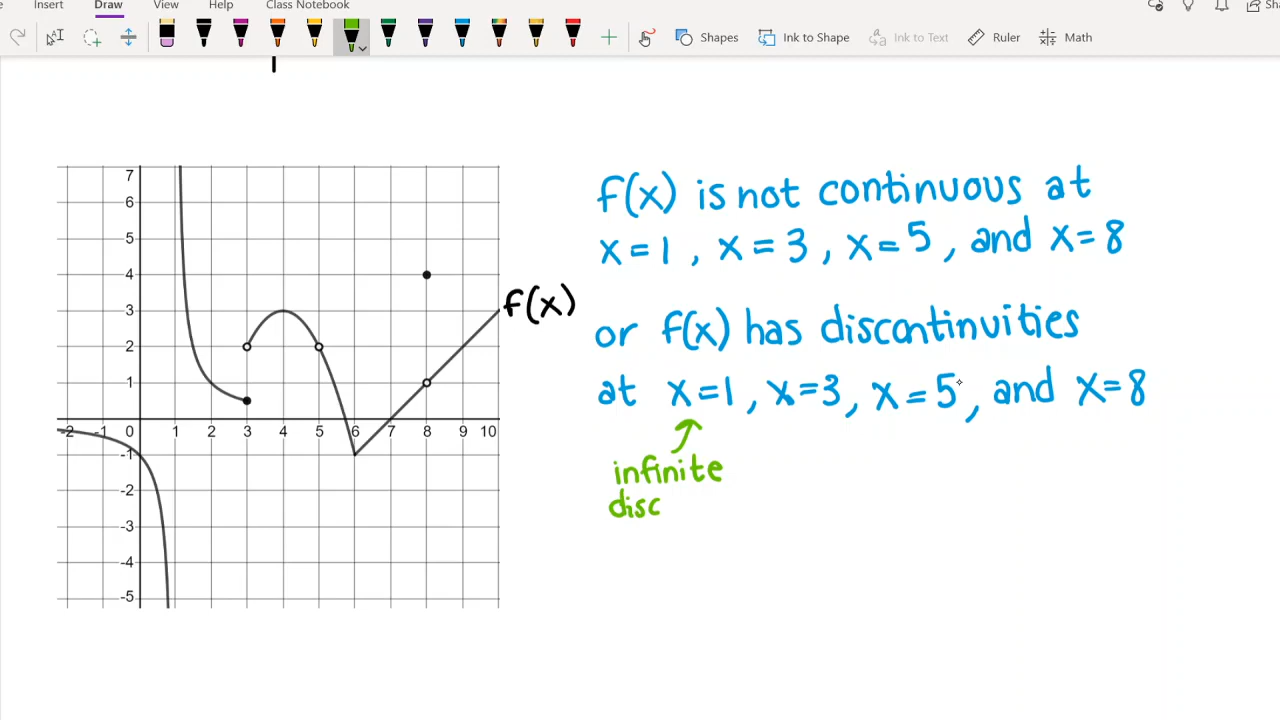 Insert Draw View Help Class Notebook
Shapes Ink to Shape Ink to Text Ruler Math
7
6
5
4
3
2
1
-2 -1 0 1 2 3 4 5 6 7 8 9 10
-1
-2
-3
-4
-5
f(x)
f(x) is not continuous at
x=1, x=3, x=5, and x=8
or f(x) has discontinuities
at x=1, x=3, x=5, and x=8
infinite
disc